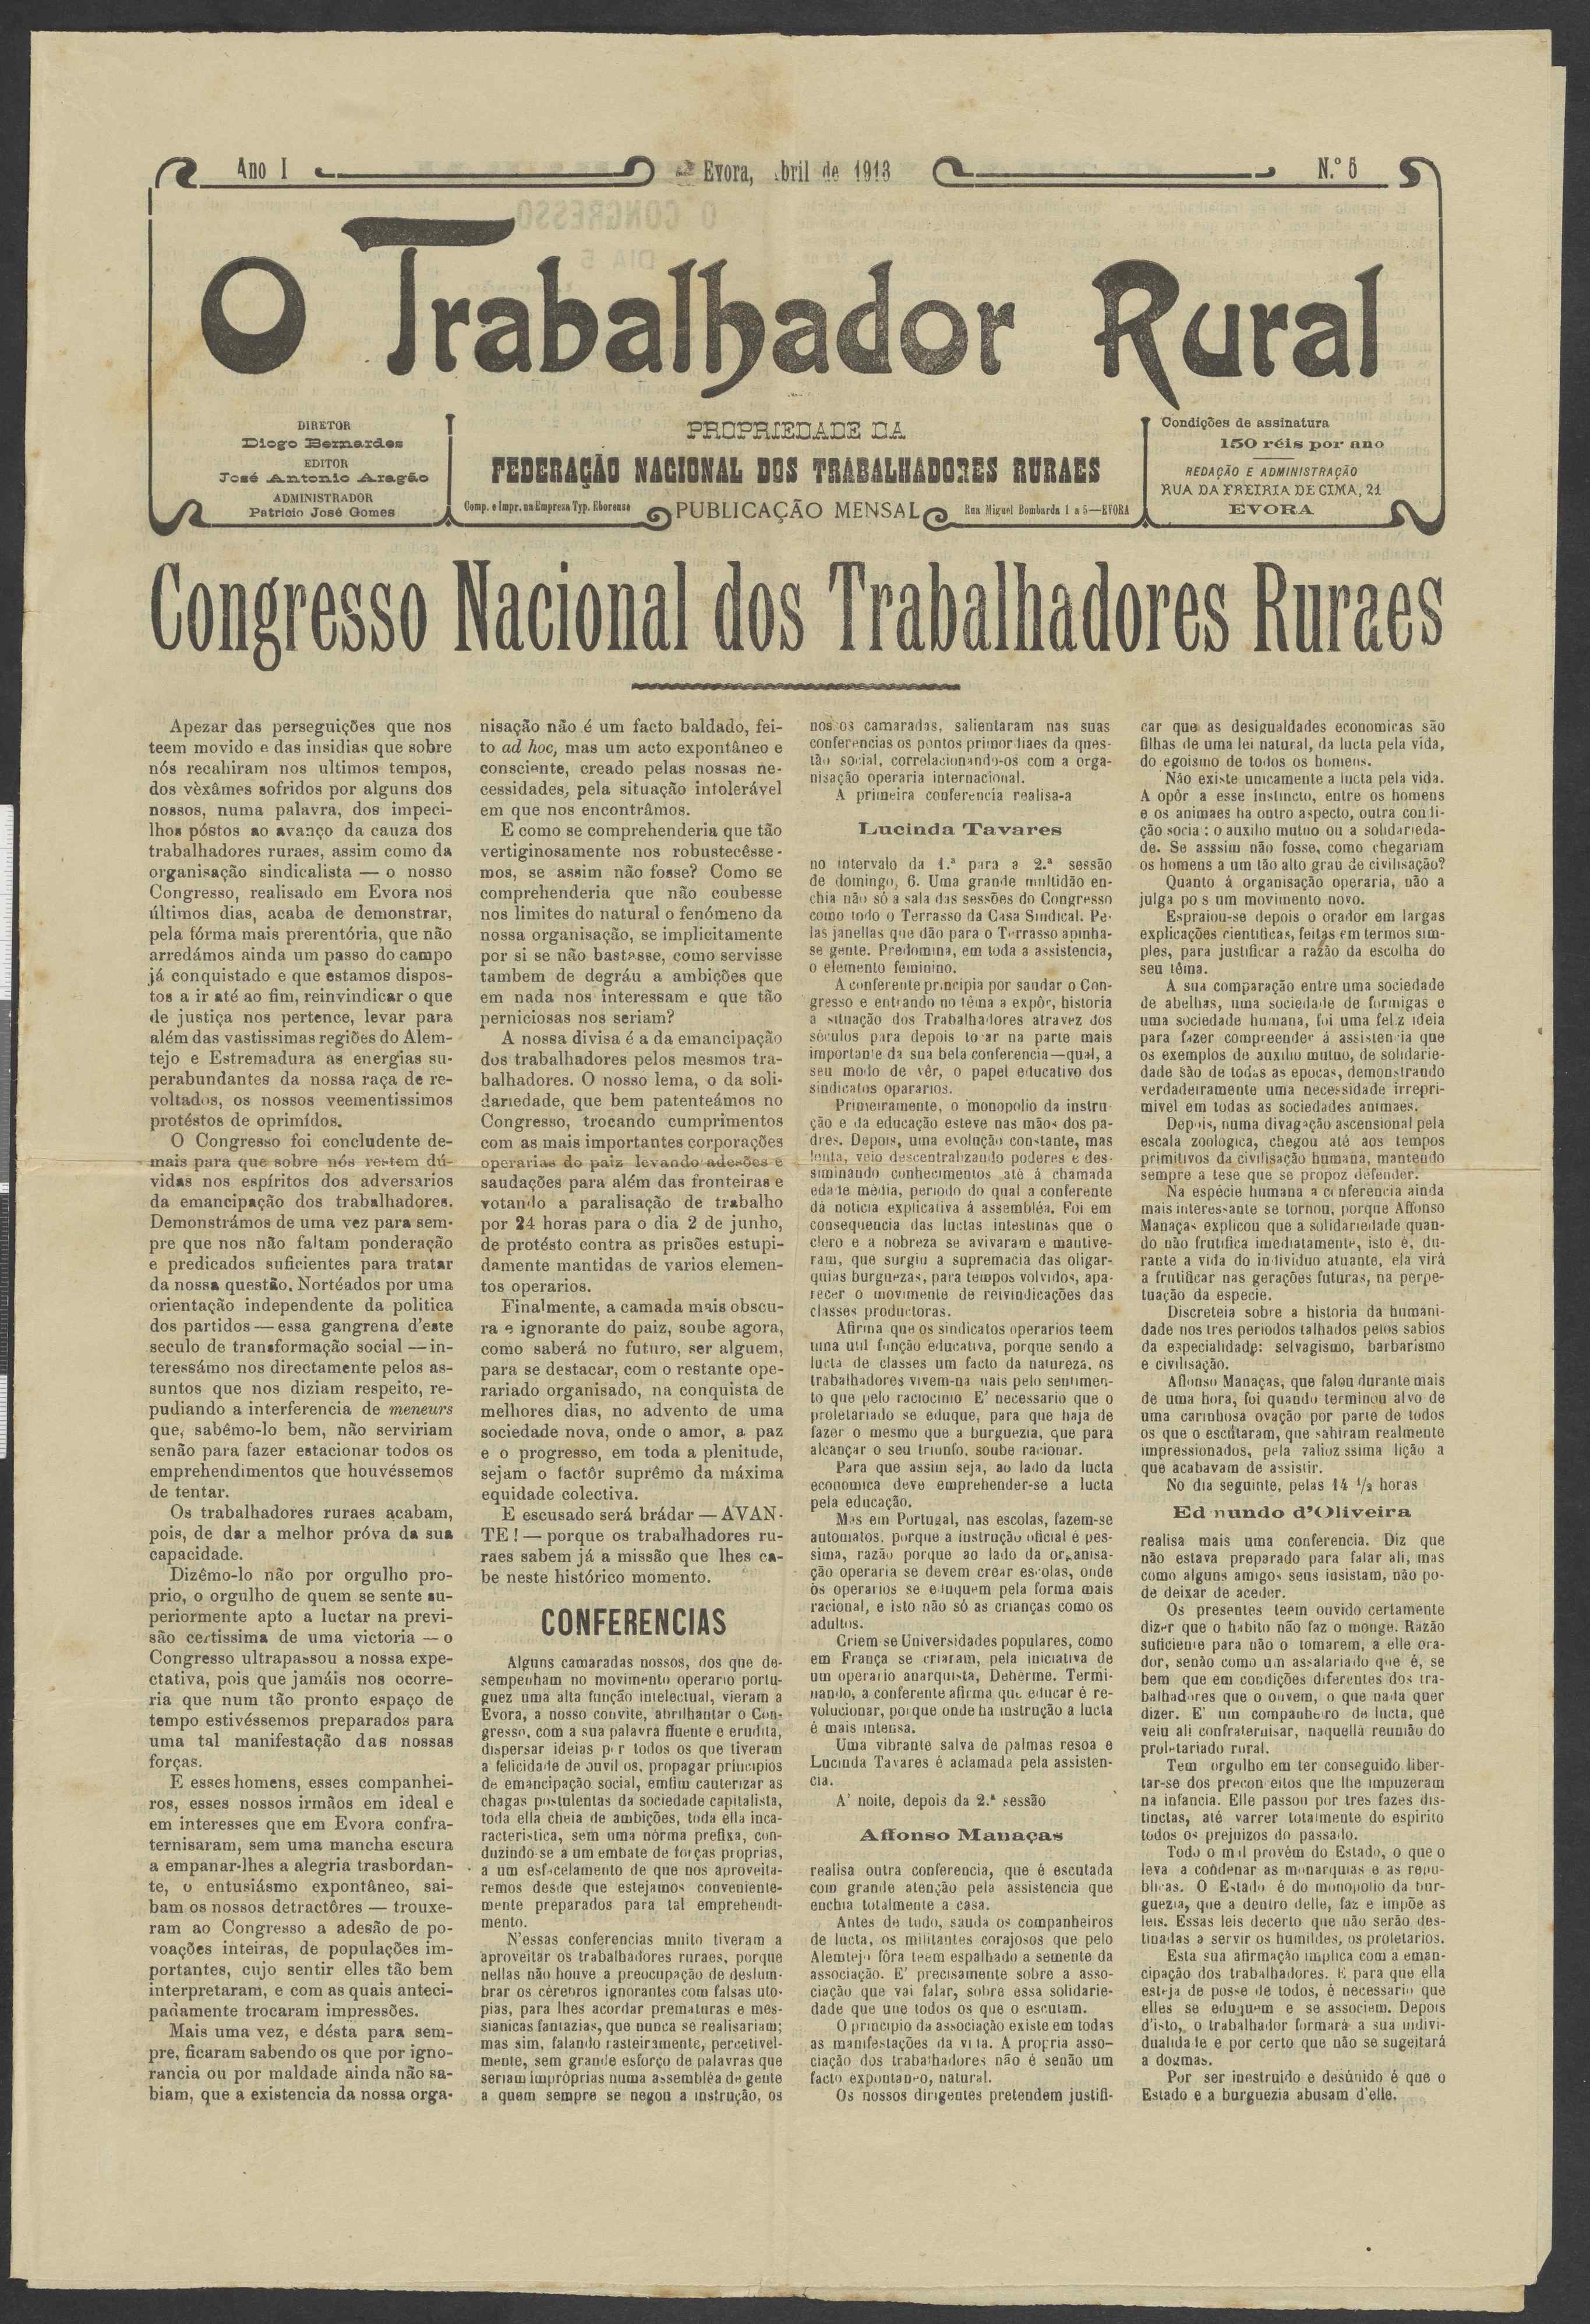 Ano I
Evora, Abril de 1913
N.º 5
O Trabalhador Rural
DIRETOR
Diogo Bernardes
EDITOR
José Antonio Aragão
ADMINISTRADOR
Patricio José Gomes
PROPRIEDADE DA
FEDERAÇÃO NACIONAL DOS TRABALHADORES RURAES
Comp. e Impr. na Empreza Typ. Eborense
PUBLICAÇÃO MENSAL
Rua Miguel Bombarda 1 a 5—EVORA
Condições de assinatura
150 réis por ano
REDAÇÃO E ADMINISTRAÇÃO
RUA DA FREIRIA DE CIMA, 21
EVORA
Congresso Nacional dos Trabalhadores Ruraes
Apezar das perseguições que nos
teem movido e das insidias que sobre
nós recahiram nos ultimos tempos,
dos vèxâmes sofridos por alguns dos
nossos, numa palavra, dos impeci-
lhos póstos ao avanço da cauza dos
trabalhadores ruraes, assim como da
organisação sindicalista — o nosso
Congresso, realisado em Evora nos
últimos dias, acaba de demonstrar,
pela fórma mais prerentória, que não
arredámos ainda um passo do campo
já conquistado e que estamos dispos-
tos a ir até ao fim, reinvindicar o que
de justiça nos pertence, levar para
além das vastissimas regiões do Alem-
tejo e Estremadura as energias su-
perabundantes da nossa raça de re-
voltados, os nossos veementissimos
protéstos de oprimídos.
O Congresso foi concludente de-
mais para que sobre nós restem dú-
vidas nos espíritos dos adversarios
da emancipação dos trabalhadores.
Demonstrámos de uma vez para sem-
pre que nos não faltam ponderação
e predicados suficientes para tratar
da nossa questão. Nortéados por uma
orientação independente da politica
dos partidos — essa gangrena d'este
seculo de transformação social — in-
teressámo nos directamente pelos as-
suntos que nos diziam respeito, re-
pudiando a interferencia de meneurs
que, sabêmo-lo bem, não serviriam
senão para fazer estacionar todos os
emprehendimentos que houvéssemos
de tentar.
Os trabalhadores ruraes acabam,
pois, de dar a melhor próva da sua
capacidade.
Dizêmo-lo não por orgulho pro-
prio, o orgulho de quem se sente su-
periormente apto a luctar na previ-
são certissima de uma victoria — o
Congresso ultrapassou a nossa expe-
ctativa, pois que jamáis nos ocorre-
ria que num tão pronto espaço de
tempo estivéssemos preparados para
uma tal manifestação das nossas
forças.
E esses homens, esses companhei-
ros, esses nossos irmãos em ideal e
em interesses que em Evora confra-
ternisaram, sem uma mancha escura
a empanar-lhes a alegria trasbordan-
te, o entusiásmo expontâneo, sai-
bam os nossos detractôres — trouxe-
ram ao Congresso a adesão de po-
voações inteiras, de populações im-
portantes, cujo sentir elles tão bem
interpretaram, e com as quais anteci-
padamente trocaram impressões.
Mais uma vez, e désta para sem-
pre, ficaram sabendo os que por igno-
rancia ou por maldade ainda não sa-
biam, que a existencia da nossa orga-
nisação não é um facto baldado, fei-
to ad hoc, mas um acto expontâneo e
consciente, creado pelas nossas ne-
cessidades, pela situação intolerável
em que nos encontrâmos.
E como se comprehenderia que tão
vertiginosamente nos robustecêsse-
mos, se assim não fosse? Como se
comprehenderia que não coubesse
nos limites do natural o fenómeno da
nossa organisação, se implicitamente
por si se não bastasse, como servisse
tambem de degráu a ambições que
em nada nos interessam e que tão
perniciosas nos seriam?
A nossa divisa é a da emancipação
dos trabalhadores pelos mesmos tra-
balhadores. O nosso lema, o da soli-
dariedade, que bem patenteámos no
Congresso, trocando cumprimentos
com as mais importantes corporações
operarias do paiz levando adesões e
saudações para além das fronteiras e
votando a paralisação de trabalho
por 24 horas para o dia 2 de junho,
de protésto contra as prisões estupi-
damente mantidas de varios elemen-
tos operarios.
Finalmente, a camada mais obscu-
ra e ignorante do paiz, soube agora,
como saberá no futuro, ser alguem,
para se destacar, com o restante ope-
rariado organisado, na conquista de
melhores dias, no advento de uma
sociedade nova, onde o amor, a paz
e o progresso, em toda a plenitude,
sejam o factôr suprêmo da máxima
equidade colectiva.
E escusado será brádar — AVAN-
TE! — porque os trabalhadores ru-
raes sabem já a missão que lhes ca-
be neste histórico momento.
CONFERENCIAS
Alguns camaradas nossos, dos que de-
sempenham no movimento operario portu-
guez uma alta função intelectual, vieram a
Evora, a nosso convite, abrilhantar o Con-
gresso, com a sua palavra fluente e erudita,
dispersar ideias por todos os que tiveram
a felicidade de ouvil os, propagar principios
de emancipação social, emfim cauterizar as
chagas postulentas da sociedade capitalista,
toda ella cheia de ambições, toda ella inca-
racteristica, sem uma nórma prefixa, con-
duzindo-se a um embate de forças proprias,
a um esfacelamento de que nos aproveita-
remos desde que estejamos conveniente-
mente preparados para tal emprehendi-
mento.
N'essas conferencias muito tiveram a
aproveitar os trabalhadores ruraes, porque
nellas não houve a preocupação de deslum-
brar os cérebros ignorantes com falsas uto-
pias, para lhes acordar prematuras e mes-
sianicas fantazias, que nunca se realisariam;
mas sim, falando rasteiramente, percetivel-
mente, sem grande esforço de palavras que
seriam impróprias numa assembléa de gente
a quem sempre se negou a instrução, os
nos os camaradas, salientaram nas suas
conferencias os pontos primordiaes da ques-
tão social, correlacionando-os com a orga-
nisação operaria internacional.
A primeira conferencia realisa-a
Lucinda Tavares
no intervalo da 1.ª para a 2.ª sessão
de domingo, 6. Uma grande multidão en-
chia não só a sala das sessões do Congresso
como todo o Terrasso da Casa Sindical. Pe-
las janellas que dão para o Terrasso apinha-
se gente. Predomina, em toda a assistencia,
o elemento feminino.
A conferente principia por saudar o Con-
gresso e entrando no têma a expôr, historia
a situação dos Trabalhadores atravez dos
séculos para depois tocar na parte mais
importante da sua bela conferencia—qual, a
seu modo de vêr, o papel educativo dos
sindicatos opararios.
Primeiramente, o monopolio da instru-
ção e da educação esteve nas mãos dos pa-
dres. Depois, uma evolução constante, mas
lenta, veio descentralizando poderes e des-
siminando conhecimentos até á chamada
edade média, periodo do qual a conferente
dá noticia explicativa á assembléa. Foi em
consequencia das luctas intestinas que o
clero e a nobreza se avivaram e mantive-
ram, que surgiu a supremacia das oligar-
quias burguezas, para tempos volvidos, apa-
recer o movimente de reivindicações das
classes productoras.
Afirma que os sindicatos operarios teem
uma util função educativa, porque sendo a
lucta de classes um facto da natureza, os
trabalhadores vivem-na mais pelo sentimen-
to que pelo raciocinio E' necessario que o
proletariado se eduque, para que haja de
fazer o mesmo que a burguezia, que para
alcançar o seu triunfo, soube racionar.
Para que assim seja, ao lado da lucta
economica deve emprehender-se a lucta
pela educação.
Mas em Portugal, nas escolas, fazem-se
automatos, porque a instrução oficial é pes-
sima, razão porque ao lado da organisa-
ção operaria se devem crear escolas, onde
os operarios se eduquem pela forma mais
racional, e isto não só as crianças como os
adultos.
Criem se Universidades populares, como
em França se criaram, pela iniciativa de
um operario anarquista, Deherme. Termi-
nando, a conferente afirma que educar é re-
volucionar, porque onde ha instrução a lucta
é mais intensa.
Uma vibrante salva de palmas resoa e
Lucinda Tavares é aclamada pela assisten-
cia.
A' noite, depois da 2.ª sessão
Affonso Manaças
realisa outra conferencia, que é escutada
com grande atenção pela assistencia que
enchia totalmente a casa.
Antes de tudo, sauda os companheiros
de lucta, os militantes corajosos que pelo
Alemtejo fóra teem espalhado a semente da
associação. E' precisamente sobre a asso-
ciação que vai falar, sobre essa solidarie-
dade que une todos os que o escutam.
O principio da associação existe em todas
as manifestações da vida. A propria asso-
ciação dos trabalhadores não é senão um
facto expontaneo, natural.
Os nossos dirigentes pretendem justifi-
car que as desigualdades economicas são
filhas de uma lei natural, da lucta pela vida,
do egoismo de todos os homens.
Não existe unicamente a lucta pela vida.
A opôr a esse instincto, entre os homens
e os animaes ha outro aspecto, outra condi-
ção social: o auxilio mutuo ou a solidarieda-
de. Se asssim não fosse, como chegariam
os homens a um tão alto grau de civilisação?
Quanto á organisação operaria, não a
julga pois um movimento novo.
Espraiou-se depois o orador em largas
explicações cientificas, feitas em termos sim-
ples, para justificar a razão da escolha do
seu têma.
A sua comparação entre uma sociedade
de abelhas, uma sociedade de formigas e
uma sociedade humana, foi uma feliz ideia
para fazer compreender á assistencia que
os exemplos de auxilio mutuo, de solidarie-
dade são de todas as epocas, demonstrando
verdadeiramente uma necessidade irrepri-
mivel em todas as sociedades animaes.
Depois, numa divagação ascensional pela
escala zoologica, chegou até aos tempos
primitivos da civilisação humana, mantendo
sempre a tese que se propoz defender.
Na espécie humana a conferencia ainda
mais interessante se tornou, porque Affonso
Manaças explicou que a solidariedade quan-
do não frutifica imediatamente, isto é, du-
rante a vida do individuo atuante, ela virá
a frutificar nas gerações futuras, na perpe-
tuação da especie.
Discreteia sobre a historia da humani-
dade nos tres periodos talhados pelos sabios
da especialidade: selvagismo, barbarismo
e civilisação.
Affonso Manaças, que falou durante mais
de uma hora, foi quando terminou alvo de
uma carinhosa ovação por parte de todos
os que o escutaram, que sahiram realmente
impressionados, pela valiozissima lição a
que acabavam de assistir.
No dia seguinte, pelas 14 1/2 horas
Edmundo d'Oliveira
realisa mais uma conferencia. Diz que
não estava preparado para falar ali, mas
como alguns amigos seus insistam, não po-
de deixar de aceder.
Os presentes teem ouvido certamente
dizer que o habito não faz o monge. Razão
suficiente para não o tomarem, a elle ora-
dor, senão como um assalariado que é, se
bem que em condições diferentes dos tra-
balhadores que o ouvem, o que nada quer
dizer. E' um companheiro de lucta, que
veiu ali confraternisar, naquella reunião do
proletariado rural.
Tem orgulho em ter conseguido liber-
tar-se dos preconceitos que lhe impuzeram
na infancia. Elle passou por tres fazes dis-
tinctas, até varrer totalmente do espirito
todos os prejuizos do passado.
Todo o mal provém do Estado, o que o
leva a condenar as monarquias e as repu-
blicas. O Estado é do monopolio da bur-
guezia, que a dentro delle, faz e impõe as
leis. Essas leis decerto que não serão des-
tinadas a servir os humildes, os proletarios.
Esta sua afirmação implica com a eman-
cipação dos trabalhadores. E para que ella
esteja de posse de todos, é necessario que
elles se eduquem e se associem. Depois
d'isto, o trabalhador formará a sua indivi-
dualidade e por certo que não se sugeitará
a dogmas.
Por ser inestruido e desúnido é que o
Estado e a burguezia abusam d'elle.